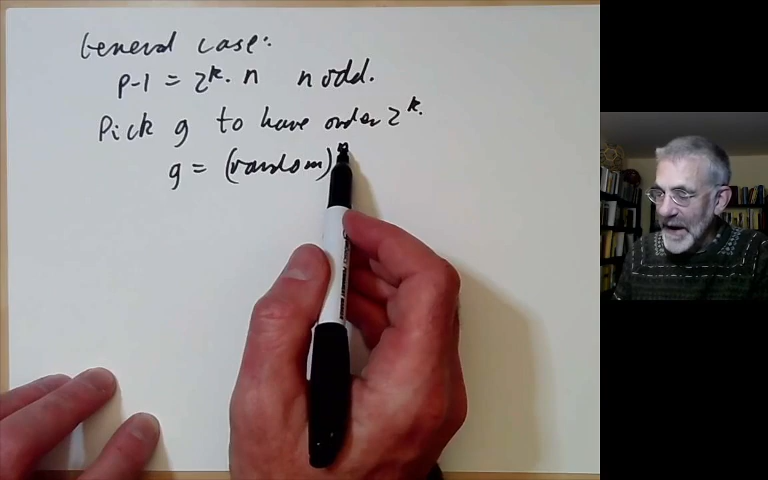 General case:
p-1 = 2^k. n n odd.
Pick g to have order 2^k.
g = (random)^n